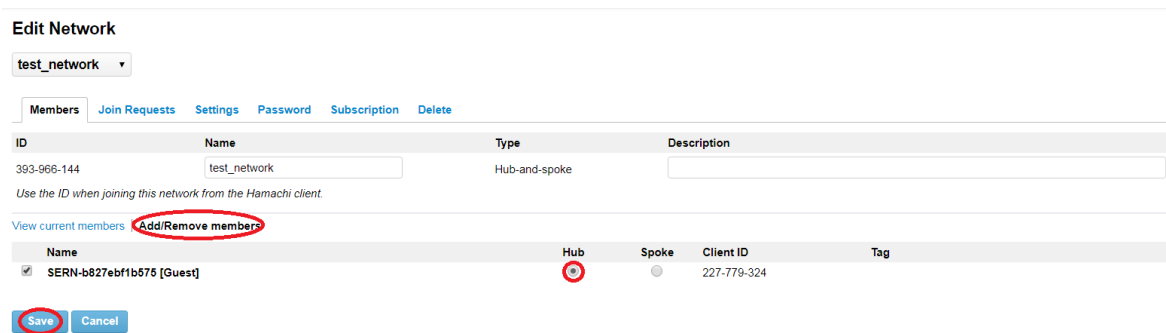 Edit Network
test_network
Members Join Requests Settings Password Subscription Delete
ID Name Type Description
393-966-144 test_network Hub-and-spoke
Use the ID when joining this network from the Hamachi client.
View current members | Add/Remove members
Name Hub Spoke Client ID Tag
SERN-b827ebf1b575 [Guest] 227-779-324
Save Cancel